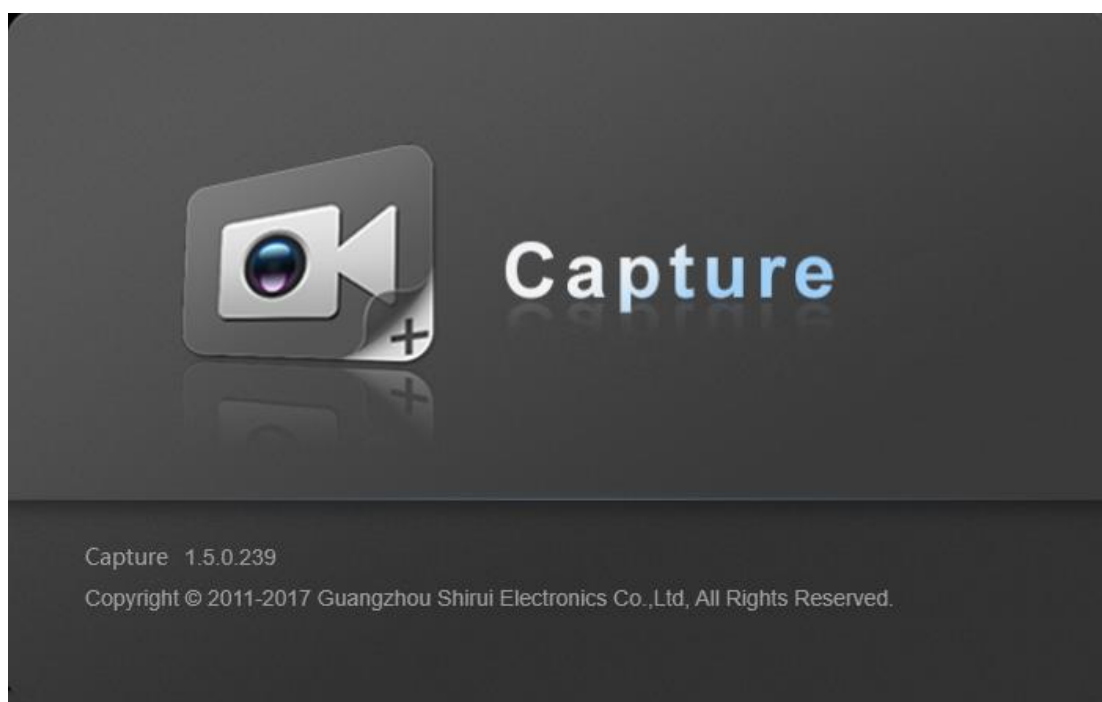 Capture
Capture 1.5.0.239
Copyright © 2011-2017 Guangzhou Shirui Electronics Co.,Ltd, All Rights Reserved.